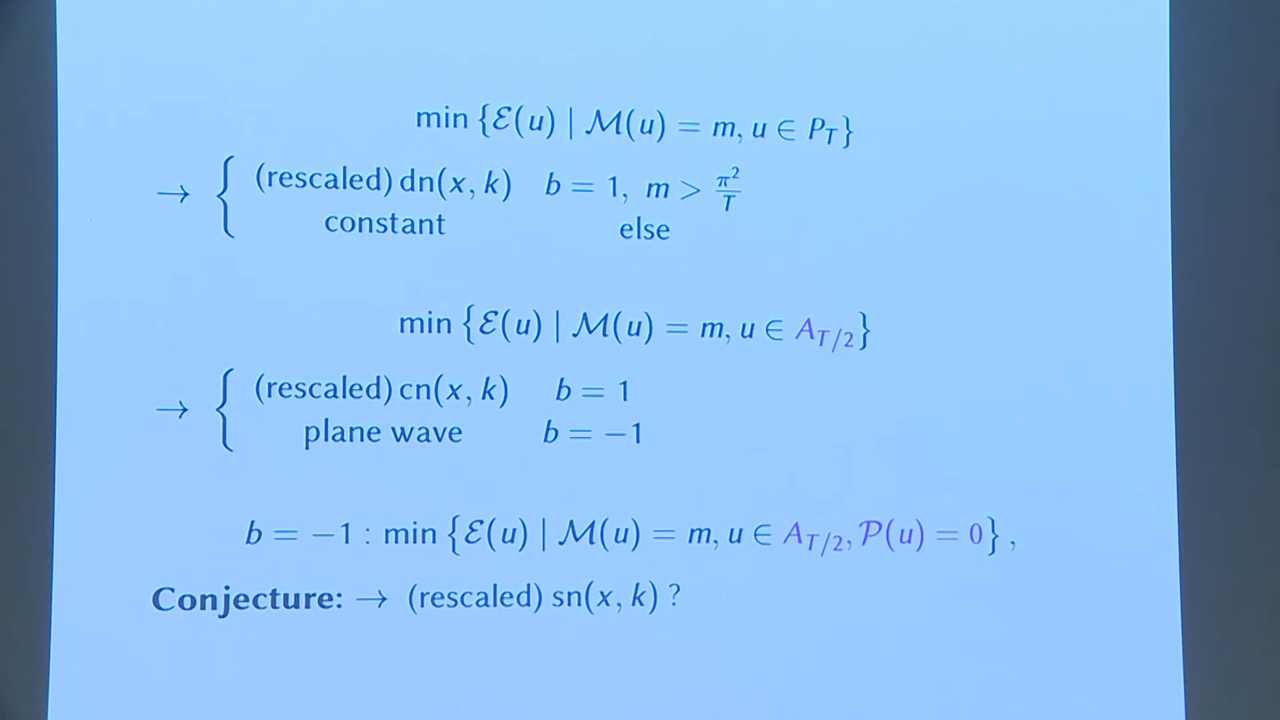 min {ℰ(u) | ℳ(u) = m, u ∈ P_T}
→ { (rescaled) dn(x, k) b = 1, m > π²/T
constant else
min {ℰ(u) | ℳ(u) = m, u ∈ A_{T/2}}
→ { (rescaled) cn(x, k) b = 1
plane wave b = −1
b = −1 : min {ℰ(u) | ℳ(u) = m, u ∈ A_{T/2}, 𝒫(u) = 0} ,
Conjecture: → (rescaled) sn(x, k) ?